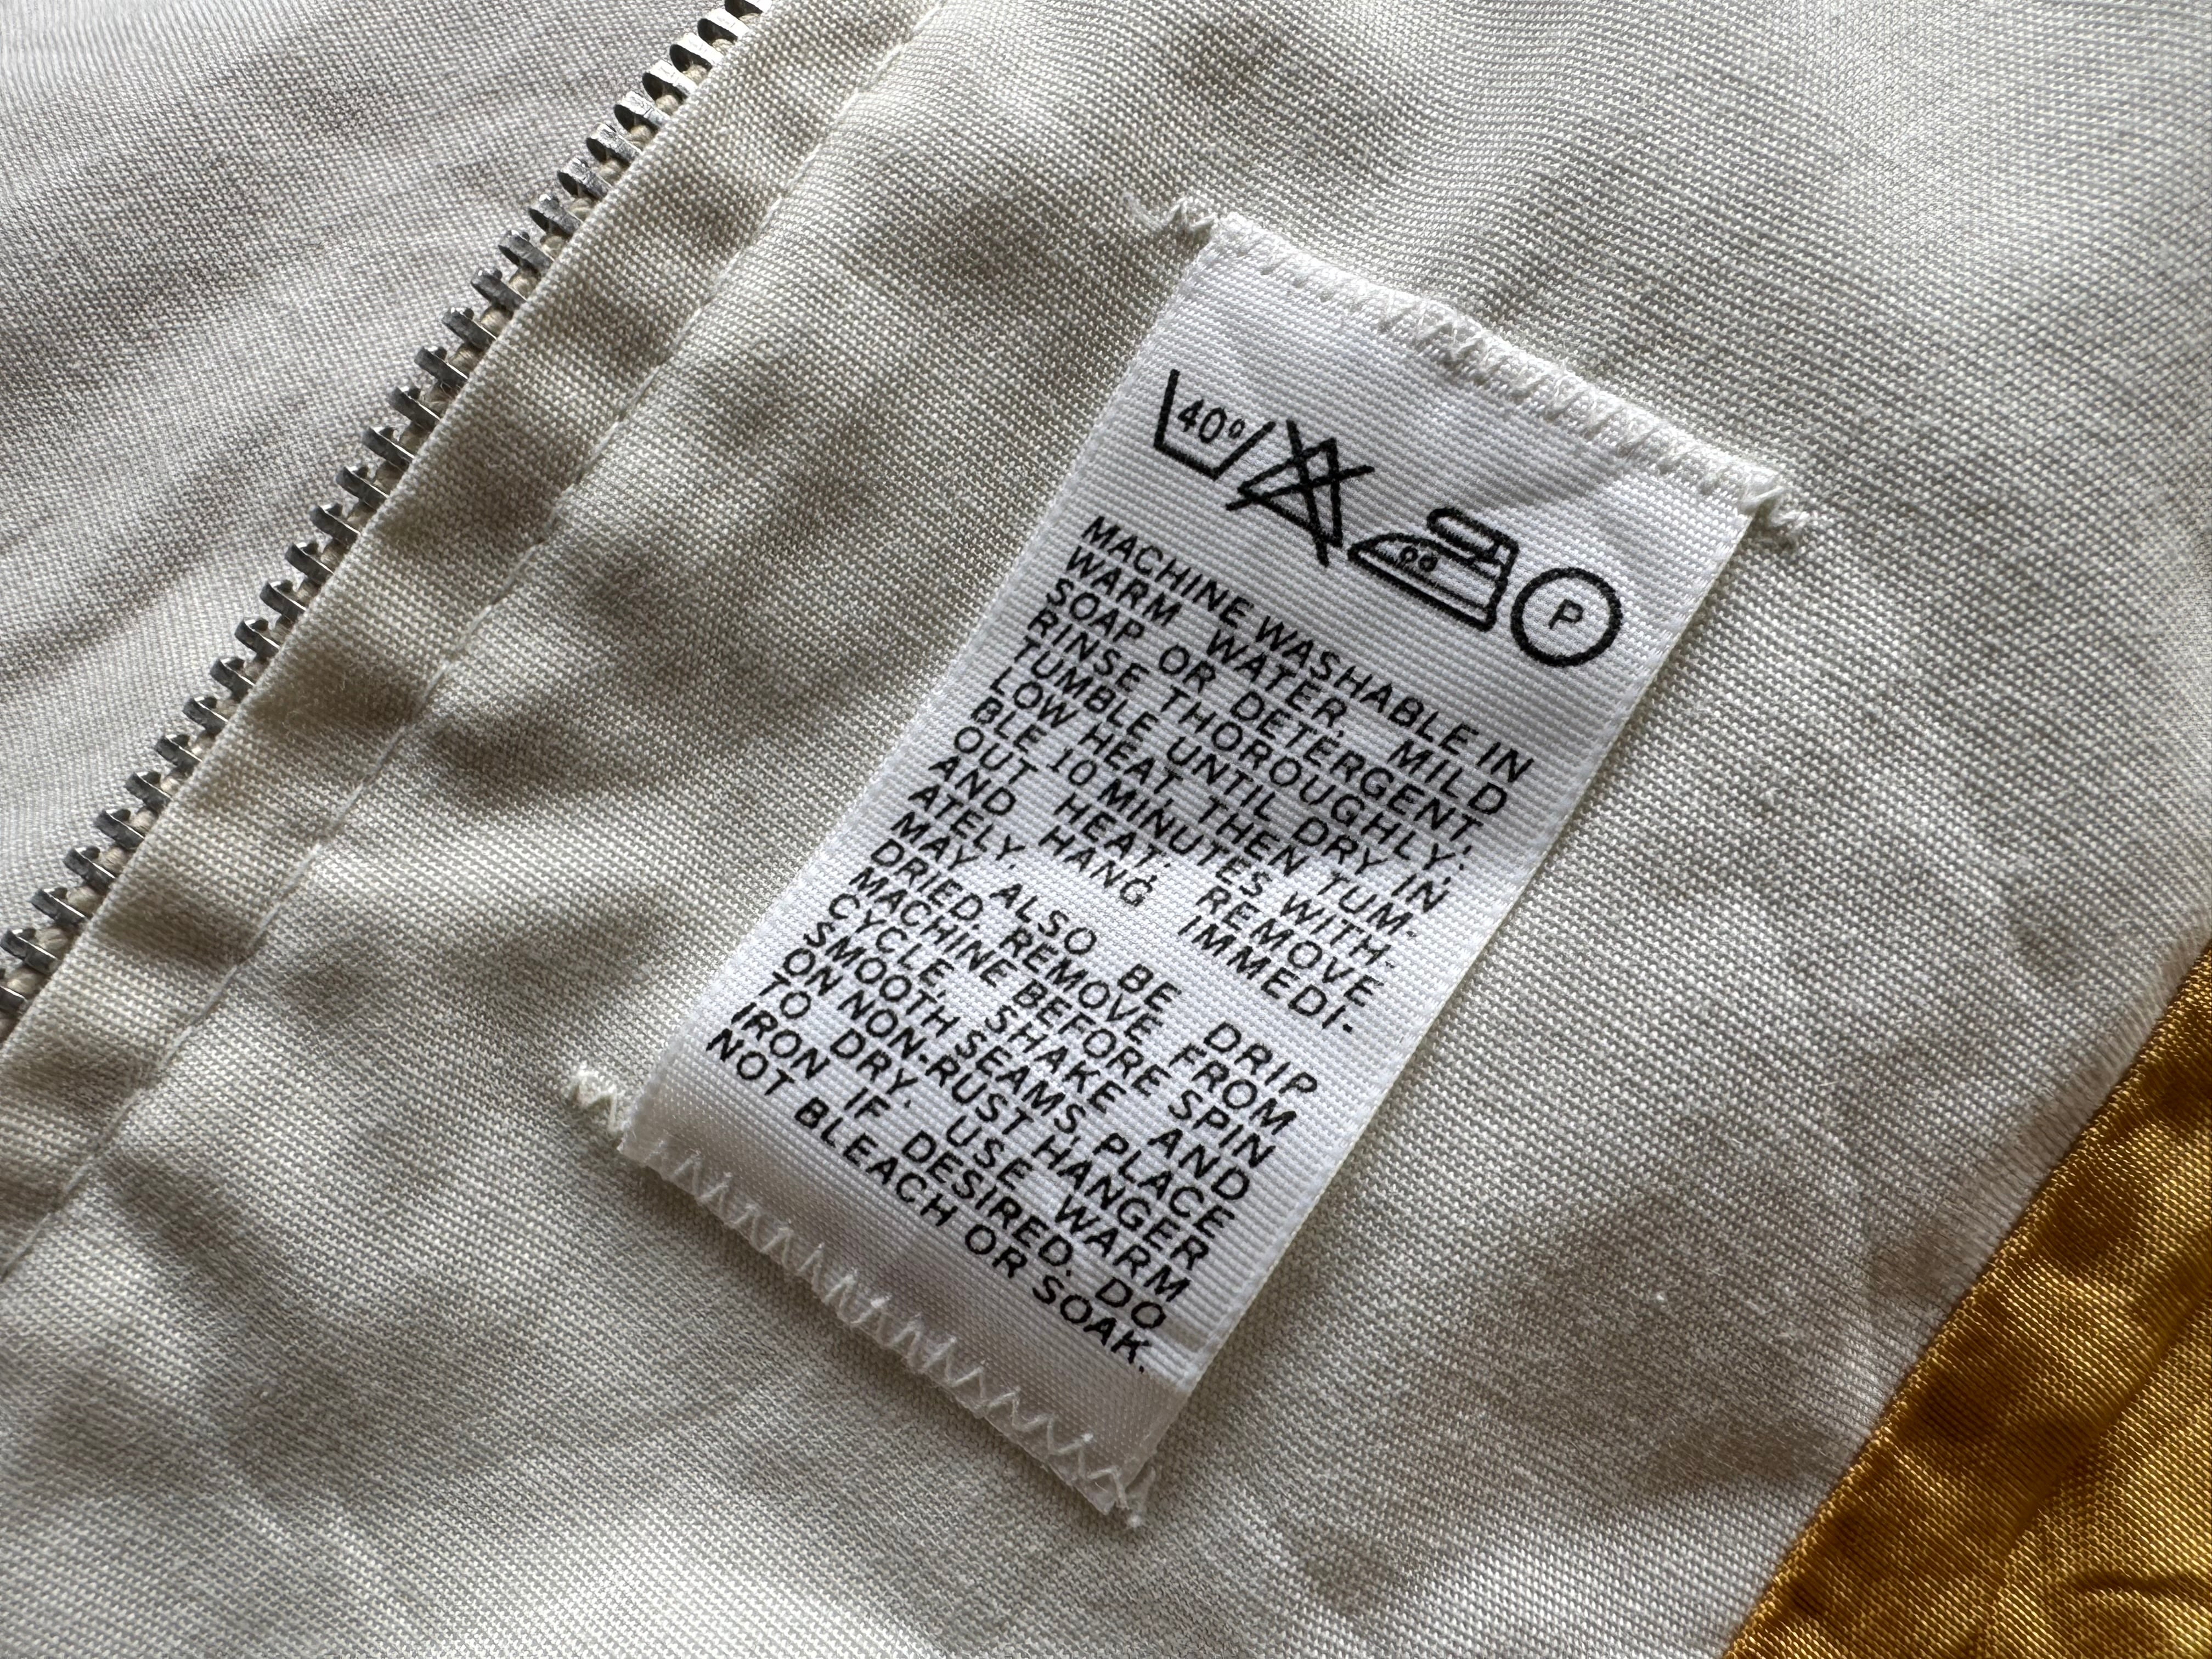 40°
P
MACHINE WASHABLE IN
WARM WATER, MILD
SOAP OR DETERGENT,
RINSE THOROUGHLY;
TUMBLE UNTIL DRY IN
LOW HEAT, THEN TUM-
BLE 10 MINUTES WITH-
OUT HEAT. REMOVE
AND HANG IMMEDI-
ATELY.
MAY ALSO BE DRIP
DRIED. REMOVE FROM
MACHINE BEFORE SPIN
CYCLE, SHAKE AND
SMOOTH SEAMS, PLACE
ON NON-RUST HANGER
TO DRY. USE WARM
IRON IF DESIRED. DO
NOT BLEACH OR SOAK.